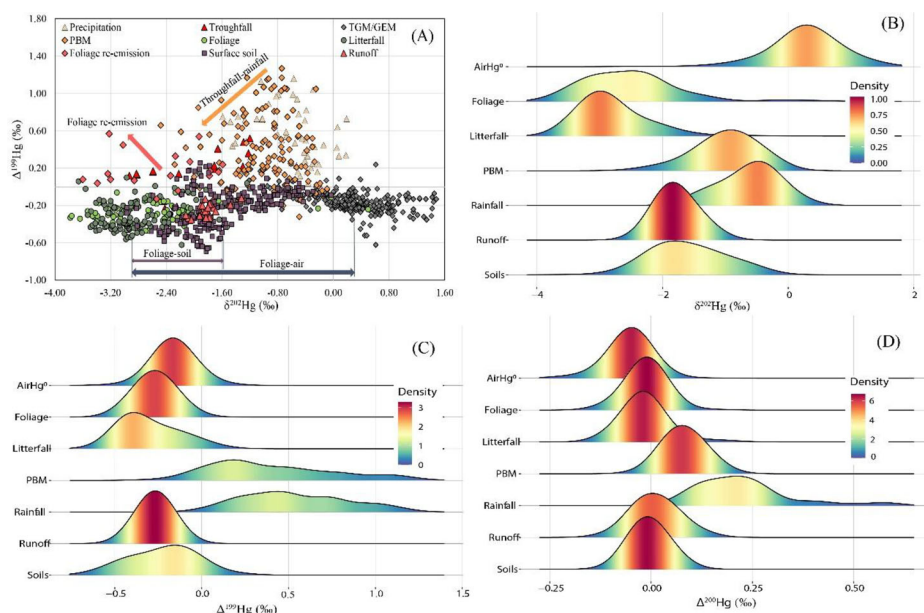 (A)
Precipitation
Troughfall
TGM/GEM
PBM
Foliage
Litterfall
Foliage re-emission
Surface soil
Runoff
Throughfall-rainfall
Foliage re-emission
Foliage-soil
Foliage-air
1.80
1.40
1.00
0.60
0.20
-0.20
-0.60
-1.00
Δ¹⁹⁹Hg (‰)
-4.00 -3.20 -2.40 -1.60 -0.80 0.00 0.80 1.60
δ²⁰²Hg (‰)
(B)
AirHg⁰
Foliage
Litterfall
PBM
Rainfall
Runoff
Soils
Density
1.00
0.75
0.50
0.25
0.00
-4 -2 0 2
δ²⁰²Hg (‰)
(C)
AirHg⁰
Foliage
Litterfall
PBM
Rainfall
Runoff
Soils
Density
3
2
1
0
-0.5 0.0 0.5 1.0 1.5
Δ¹⁹⁹Hg (‰)
(D)
AirHg⁰
Foliage
Litterfall
PBM
Rainfall
Runoff
Soils
Density
6
4
2
0
-0.25 0.00 0.25 0.50
Δ²⁰⁰Hg (‰)